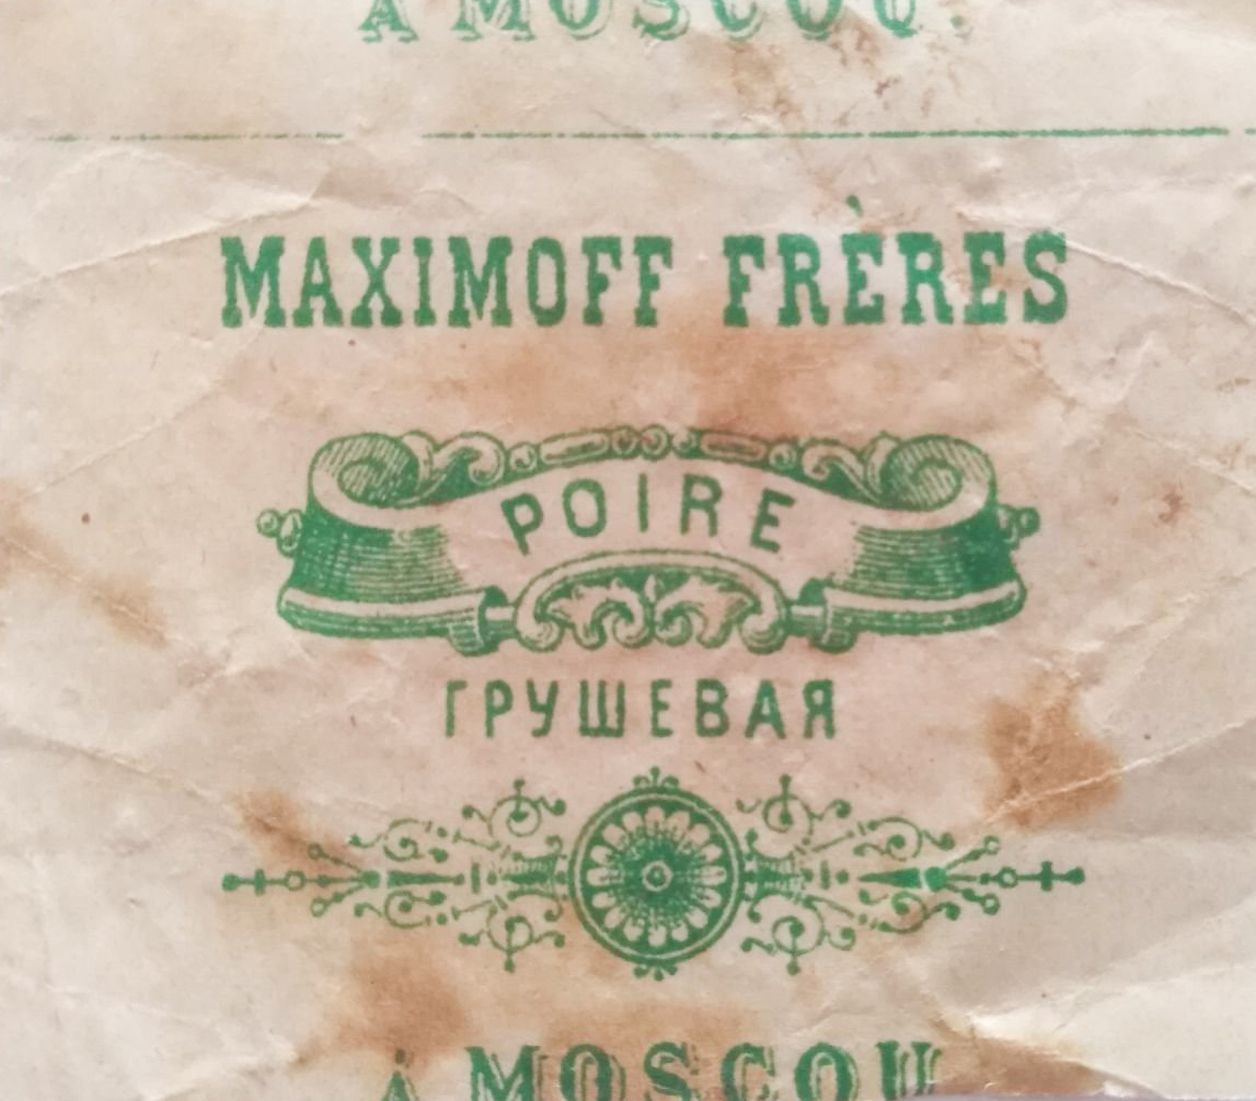 À MOSCOU.
MAXIMOFF FRÈRES
POIRE
ГРУШЕВАЯ
À MOSCOU